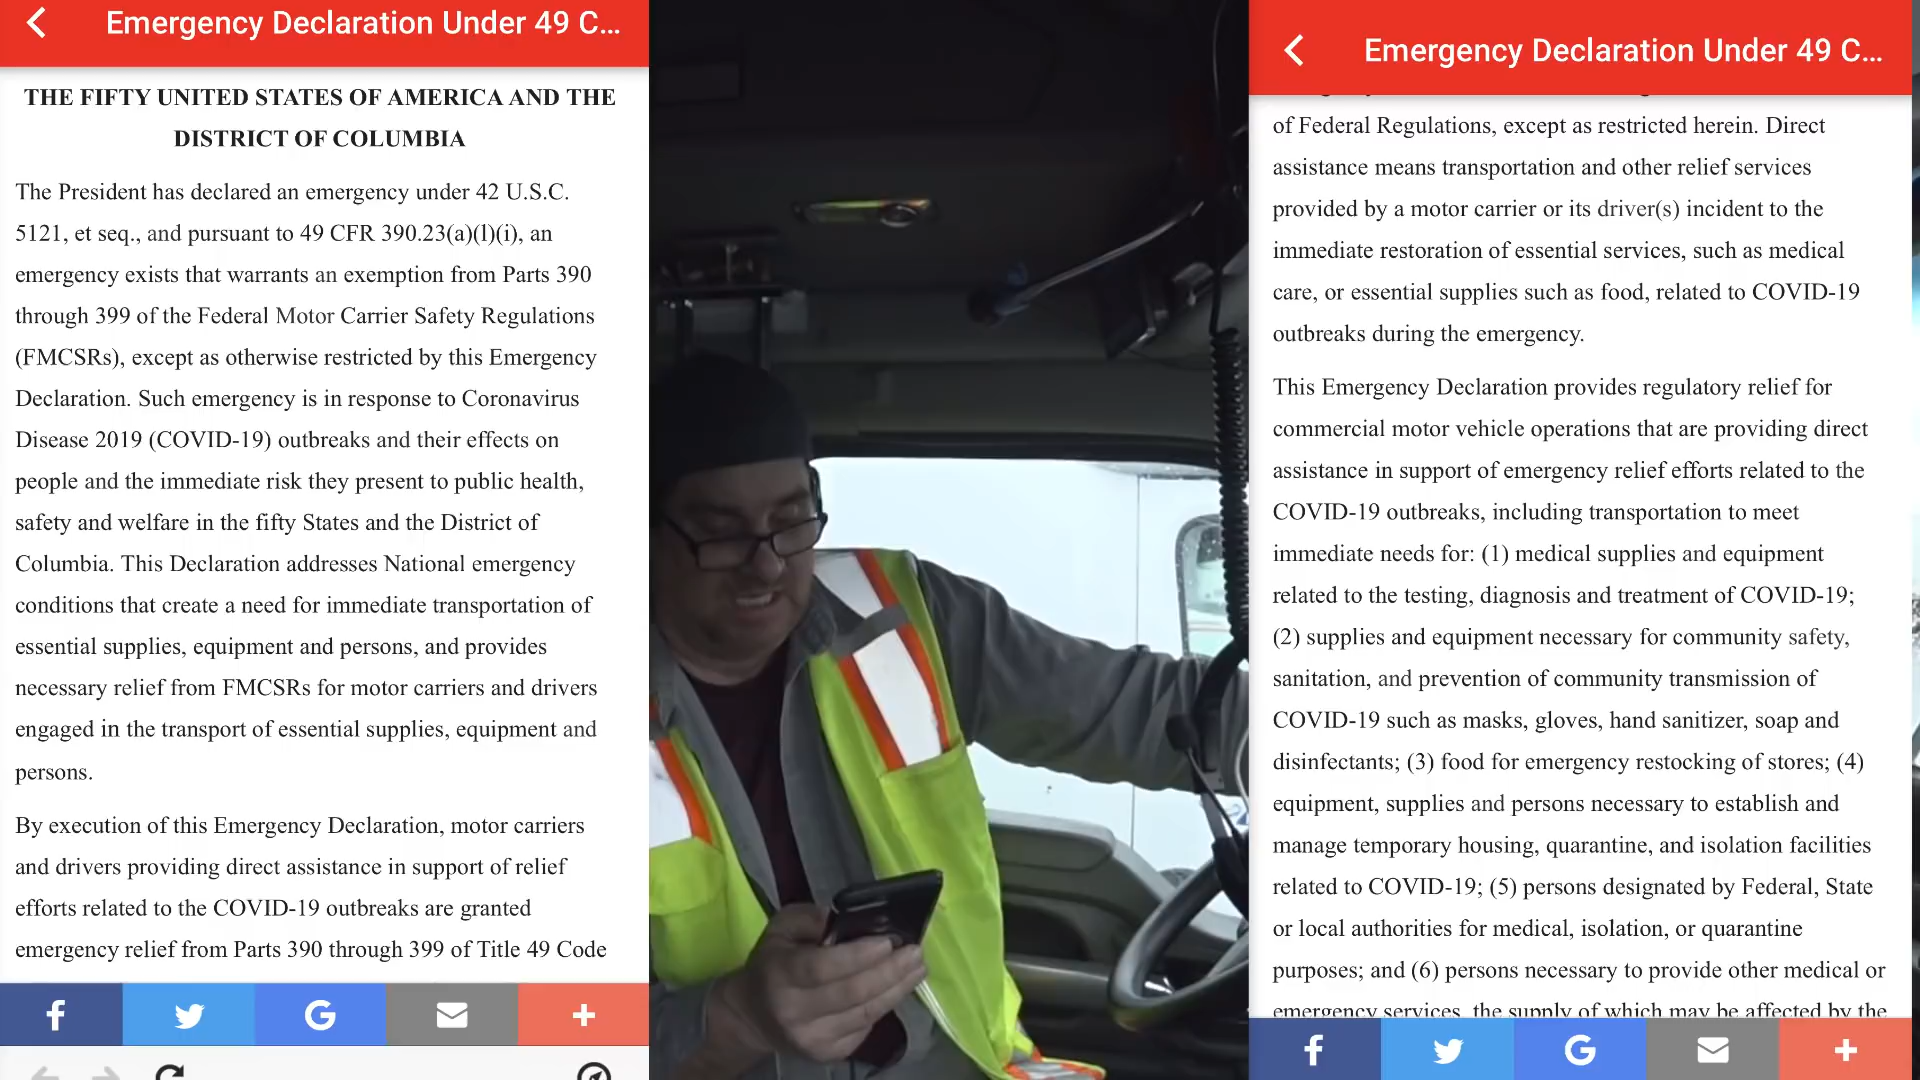 Emergency Declaration Under 49 C...
THE FIFTY UNITED STATES OF AMERICA AND THE
DISTRICT OF COLUMBIA
The President has declared an emergency under 42 U.S.C.
5121, et seq., and pursuant to 49 CFR 390.23(a)(l)(i), an
emergency exists that warrants an exemption from Parts 390
through 399 of the Federal Motor Carrier Safety Regulations
(FMCSRs), except as otherwise restricted by this Emergency
Declaration. Such emergency is in response to Coronavirus
Disease 2019 (COVID-19) outbreaks and their effects on
people and the immediate risk they present to public health,
safety and welfare in the fifty States and the District of
Columbia. This Declaration addresses National emergency
conditions that create a need for immediate transportation of
essential supplies, equipment and persons, and provides
necessary relief from FMCSRs for motor carriers and drivers
engaged in the transport of essential supplies, equipment and
persons.
By execution of this Emergency Declaration, motor carriers
and drivers providing direct assistance in support of relief
efforts related to the COVID-19 outbreaks are granted
emergency relief from Parts 390 through 399 of Title 49 Code
Emergency Declaration Under 49 C...
of Federal Regulations, except as restricted herein. Direct
assistance means transportation and other relief services
provided by a motor carrier or its driver(s) incident to the
immediate restoration of essential services, such as medical
care, or essential supplies such as food, related to COVID-19
outbreaks during the emergency.
This Emergency Declaration provides regulatory relief for
commercial motor vehicle operations that are providing direct
assistance in support of emergency relief efforts related to the
COVID-19 outbreaks, including transportation to meet
immediate needs for: (1) medical supplies and equipment
related to the testing, diagnosis and treatment of COVID-19;
(2) supplies and equipment necessary for community safety,
sanitation, and prevention of community transmission of
COVID-19 such as masks, gloves, hand sanitizer, soap and
disinfectants; (3) food for emergency restocking of stores; (4)
equipment, supplies and persons necessary to establish and
manage temporary housing, quarantine, and isolation facilities
related to COVID-19; (5) persons designated by Federal, State
or local authorities for medical, isolation, or quarantine
purposes; and (6) persons necessary to provide other medical or
emergency services, the supply of which may be affected by the